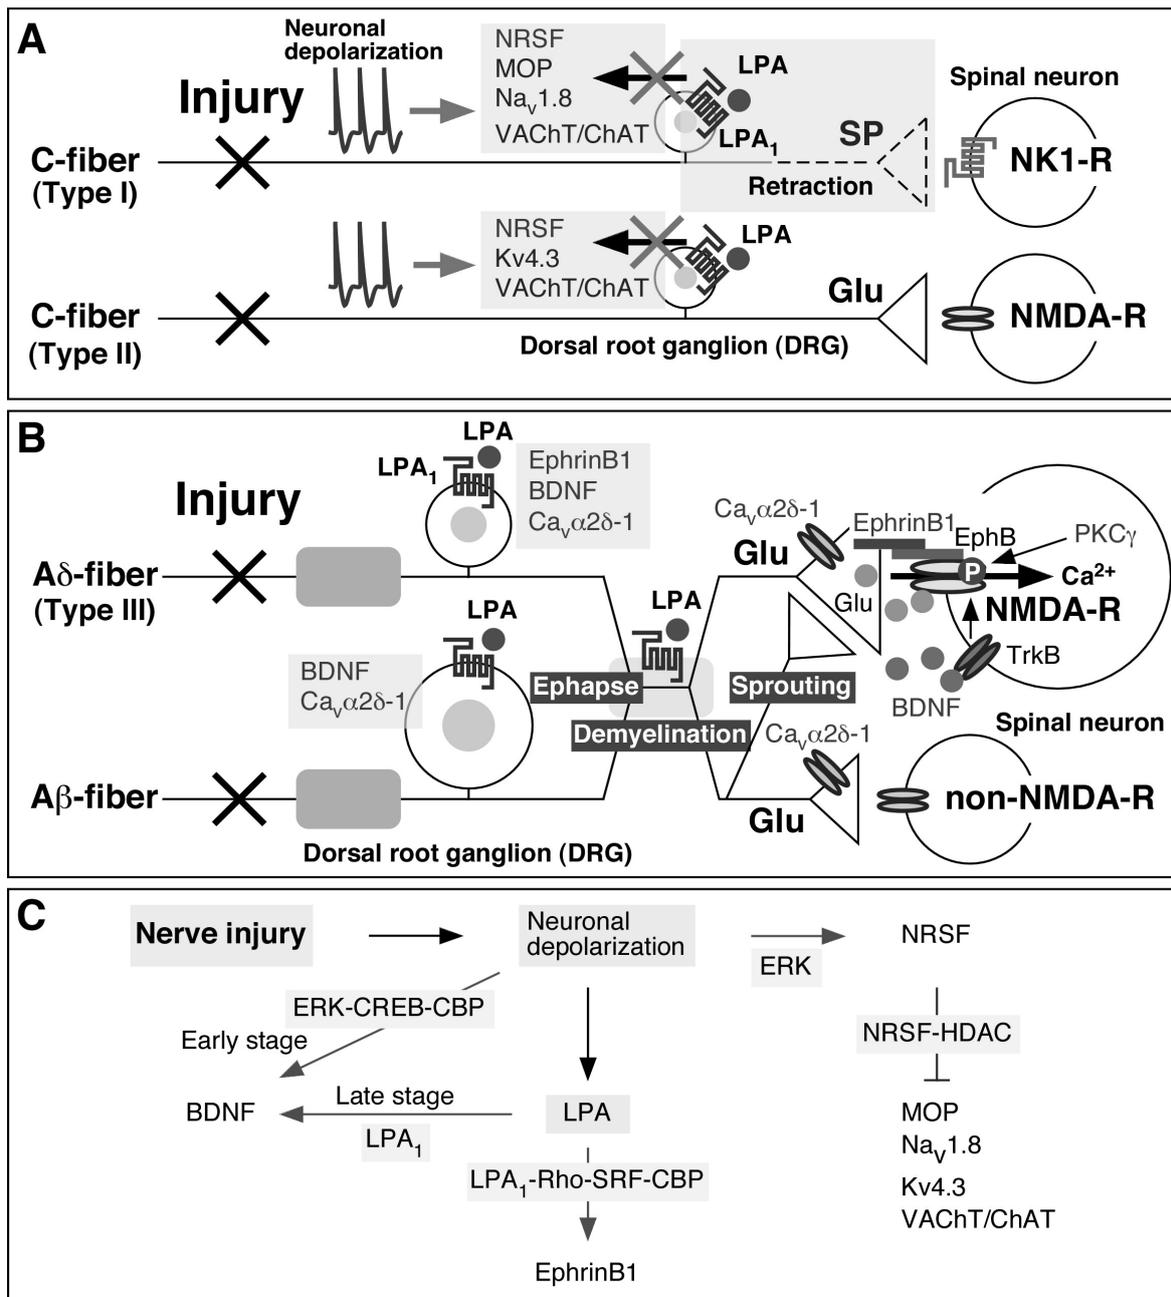 A
Neuronal
depolarization
Injury
C-fiber
(Type I)
NRSF
MOP
Nav1.8
VAChT/ChAT
LPA
LPA1
SP
Retraction
Spinal neuron
NK1-R
C-fiber
(Type II)
NRSF
Kv4.3
VAChT/ChAT
LPA
Dorsal root ganglion (DRG)
Glu
NMDA-R
B
Injury
LPA
LPA1
EphrinB1
BDNF
Cavα2δ-1
Aδ-fiber
(Type III)
LPA
BDNF
Cavα2δ-1
Aβ-fiber
Dorsal root ganglion (DRG)
LPA
Ephapse
Demyelination
Sprouting
Cavα2δ-1
Glu
EphrinB1
EphB
PKCγ
P
Ca2+
Glu
NMDA-R
TrkB
BDNF
Spinal neuron
Cavα2δ-1
Glu
non-NMDA-R
C
Nerve injury
Neuronal
depolarization
ERK
NRSF
ERK-CREB-CBP
Early stage
NRSF-HDAC
BDNF
Late stage
LPA1
LPA
MOP
Nav1.8
Kv4.3
VAChT/ChAT
LPA1-Rho-SRF-CBP
EphrinB1